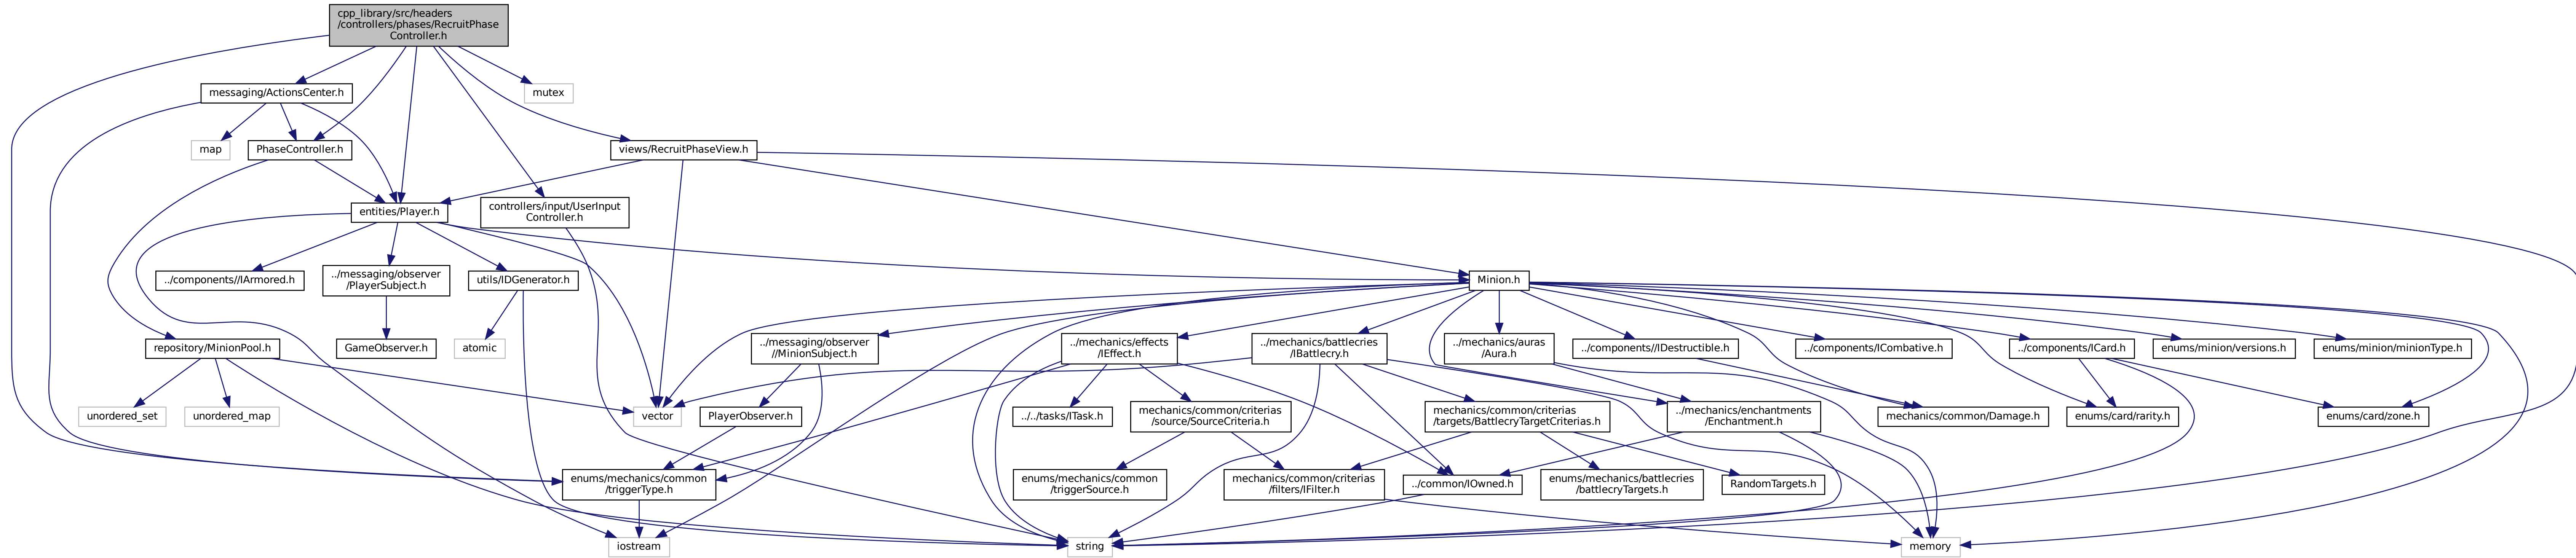 cpp_library/src/headers
/controllers/phases/RecruitPhase
Controller.h
messaging/ActionsCenter.h
mutex
map
PhaseController.h
views/RecruitPhaseView.h
entities/Player.h
controllers/input/UserInput
Controller.h
../components//IArmored.h
../messaging/observer
/PlayerSubject.h
utils/IDGenerator.h
Minion.h
repository/MinionPool.h
GameObserver.h
atomic
../messaging/observer
//MinionSubject.h
../mechanics/effects
/IEffect.h
../mechanics/battlecries
/IBattlecry.h
../mechanics/auras
/Aura.h
../components//IDestructible.h
../components/ICombative.h
../components/ICard.h
enums/minion/versions.h
enums/minion/minionType.h
unordered_set
unordered_map
vector
PlayerObserver.h
../../tasks/ITask.h
mechanics/common/criterias
/source/SourceCriteria.h
mechanics/common/criterias
/targets/BattlecryTargetCriterias.h
../mechanics/enchantments
/Enchantment.h
mechanics/common/Damage.h
enums/card/rarity.h
enums/card/zone.h
enums/mechanics/common
/triggerType.h
enums/mechanics/common
/triggerSource.h
mechanics/common/criterias
/filters/IFilter.h
../common/IOwned.h
enums/mechanics/battlecries
/battlecryTargets.h
RandomTargets.h
iostream
string
memory